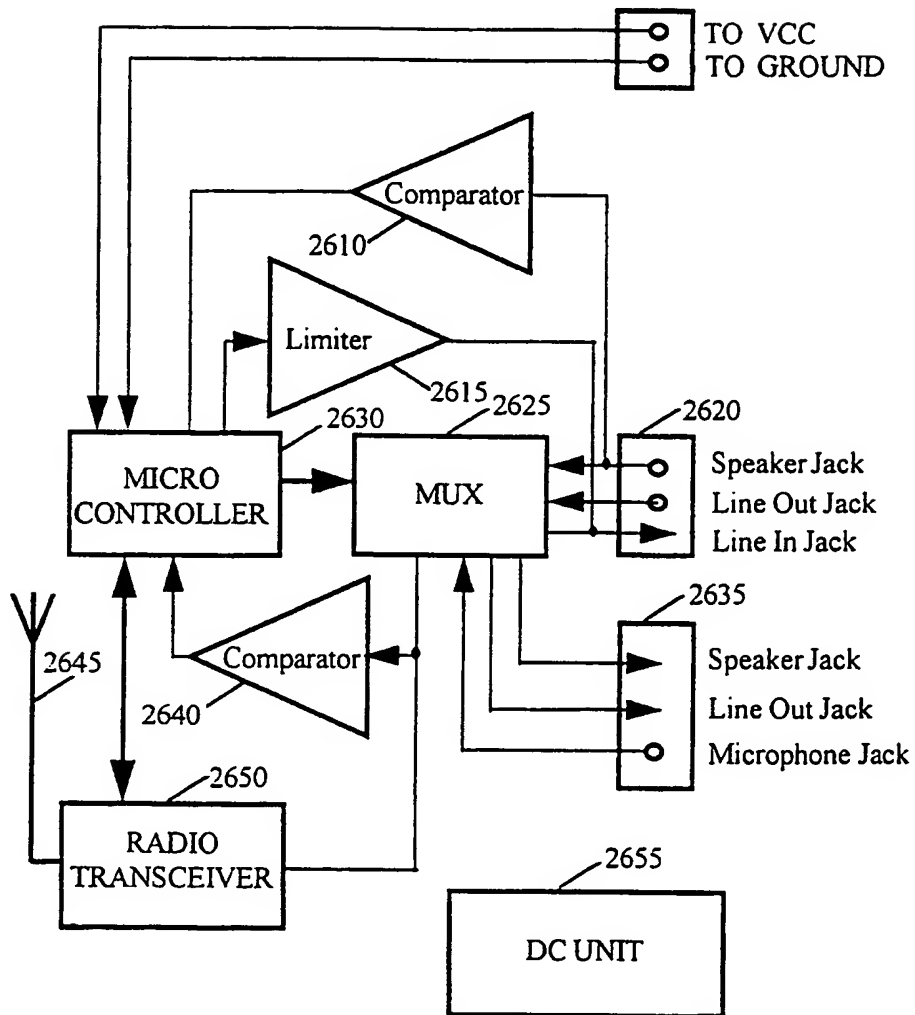 TO VCC
TO GROUND
Comparator
2610
Limiter
2615
2630
2625
2620
MICRO
CONTROLLER
MUX
Speaker Jack
Line Out Jack
Line In Jack
2635
2645
Comparator
2640
Speaker Jack
Line Out Jack
Microphone Jack
2650
RADIO
TRANSCEIVER
2655
DC UNIT